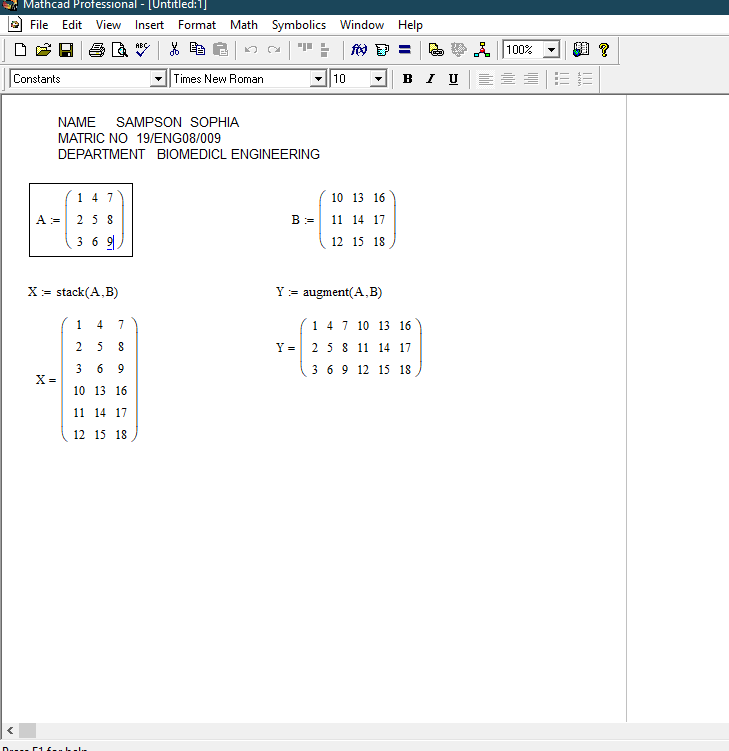 Mathcad Professional - [Untitled:1]
File Edit View Insert Format Math Symbolics Window Help
100%
Constants Times New Roman 10 B I U
NAME SAMPSON SOPHIA
MATRIC NO 19/ENG08/009
DEPARTMENT BIOMEDICL ENGINEERING
1 4 7 10 13 16
A := 2 5 8 B := 11 14 17
3 6 9 12 15 18
X := stack(A,B) Y := augment(A,B)
1 4 7 1 4 7 10 13 16
2 5 8 Y = 2 5 8 11 14 17
3 6 9 3 6 9 12 15 18
X =
10 13 16
11 14 17
12 15 18
Press F1 for help